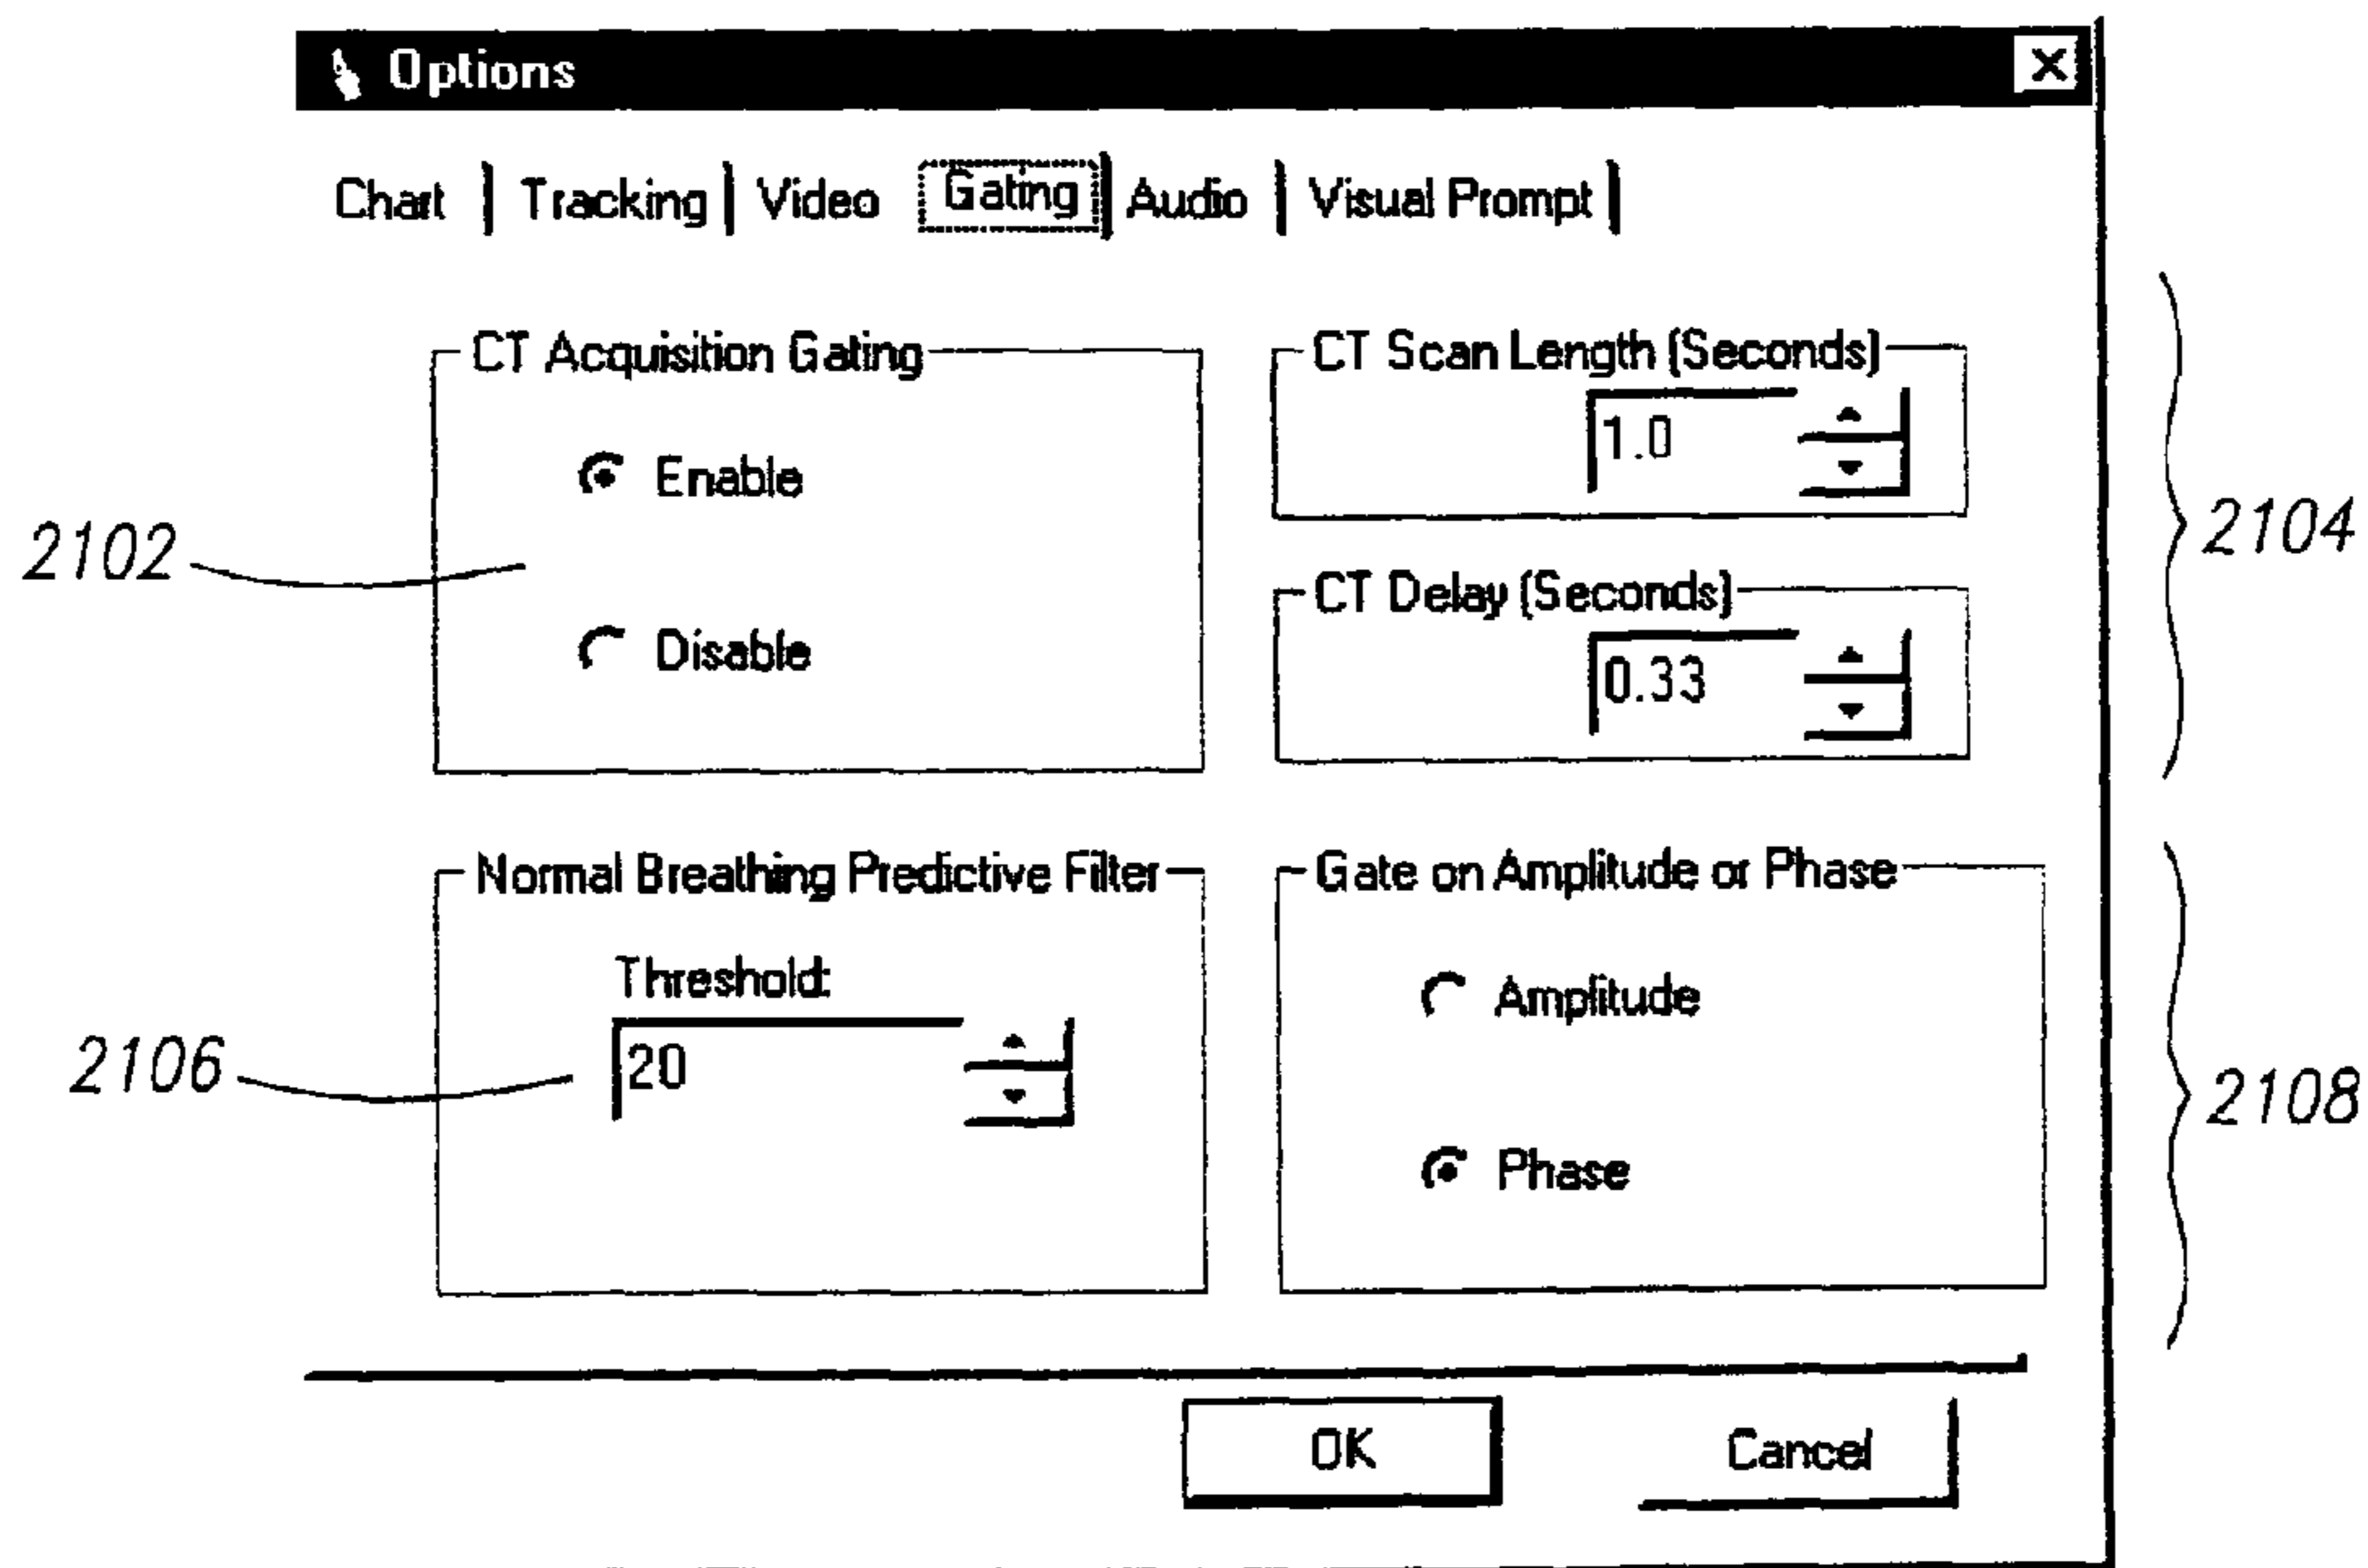 Options
Chart Tracking Video Gating Audio Visual Prompt
CT Acquisition Gating
Enable
Disable
2102
CT Scan Length (Seconds)
1.0
CT Delay (Seconds)
0.33
2104
Normal Breathing Predictive Filter
Threshold:
20
2106
Gate on Amplitude or Phase
Amplitude
Phase
2108
OK Cancel